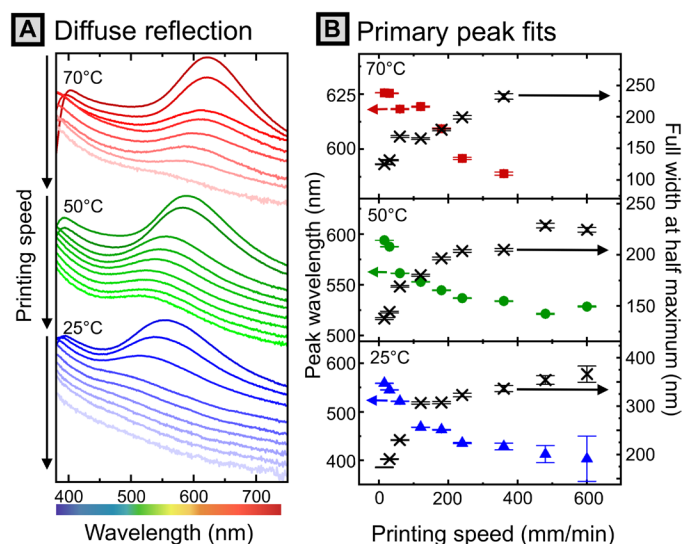 A Diffuse reflection
70°C
50°C
25°C
Printing speed
400 500 600 700
Wavelength (nm)
B Primary peak fits
70°C
625
600
250
200
150
100
50°C
600
550
500
250
200
150
25°C
600
500
400
400
300
200
Peak wavelength (nm)
Full width at half maximum (nm)
0 200 400 600
Printing speed (mm/min)